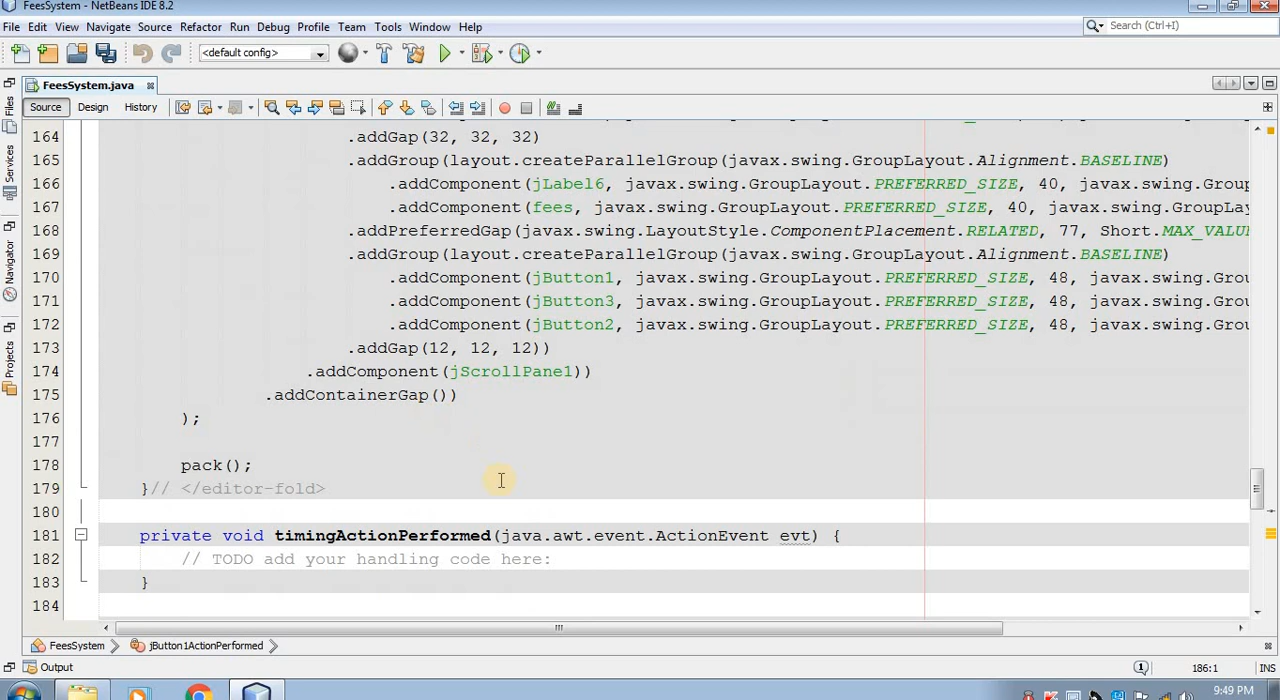 FeesSystem - NetBeans IDE 8.2
File Edit View Navigate Source Refactor Run Debug Profile Team Tools Window Help
Search (Ctrl+I)
<default config>
FeesSystem.java
Source Design History
164 .addGap(32, 32, 32)
165 .addGroup(layout.createParallelGroup(javax.swing.GroupLayout.Alignment.BASELINE)
166 .addComponent(jLabel6, javax.swing.GroupLayout.PREFERRED_SIZE, 40, javax.swing.Group
167 .addComponent(fees, javax.swing.GroupLayout.PREFERRED_SIZE, 40, javax.swing.GroupLay
168 .addPreferredGap(javax.swing.LayoutStyle.ComponentPlacement.RELATED, 77, Short.MAX_VALU
169 .addGroup(layout.createParallelGroup(javax.swing.GroupLayout.Alignment.BASELINE)
170 .addComponent(jButton1, javax.swing.GroupLayout.PREFERRED_SIZE, 48, javax.swing.Grou
171 .addComponent(jButton3, javax.swing.GroupLayout.PREFERRED_SIZE, 48, javax.swing.Grou
172 .addComponent(jButton2, javax.swing.GroupLayout.PREFERRED_SIZE, 48, javax.swing.Grou
173 .addGap(12, 12, 12))
174 .addComponent(jScrollPane1))
175 .addContainerGap())
176 );
177
178 pack();
179 }// </editor-fold>
180
181 private void timingActionPerformed(java.awt.event.ActionEvent evt) {
182 // TODO add your handling code here:
183 }
184
Files
Services
Navigator
Projects
FeesSystem jButton1ActionPerformed
Output
1
186:1 INS
9:49 PM